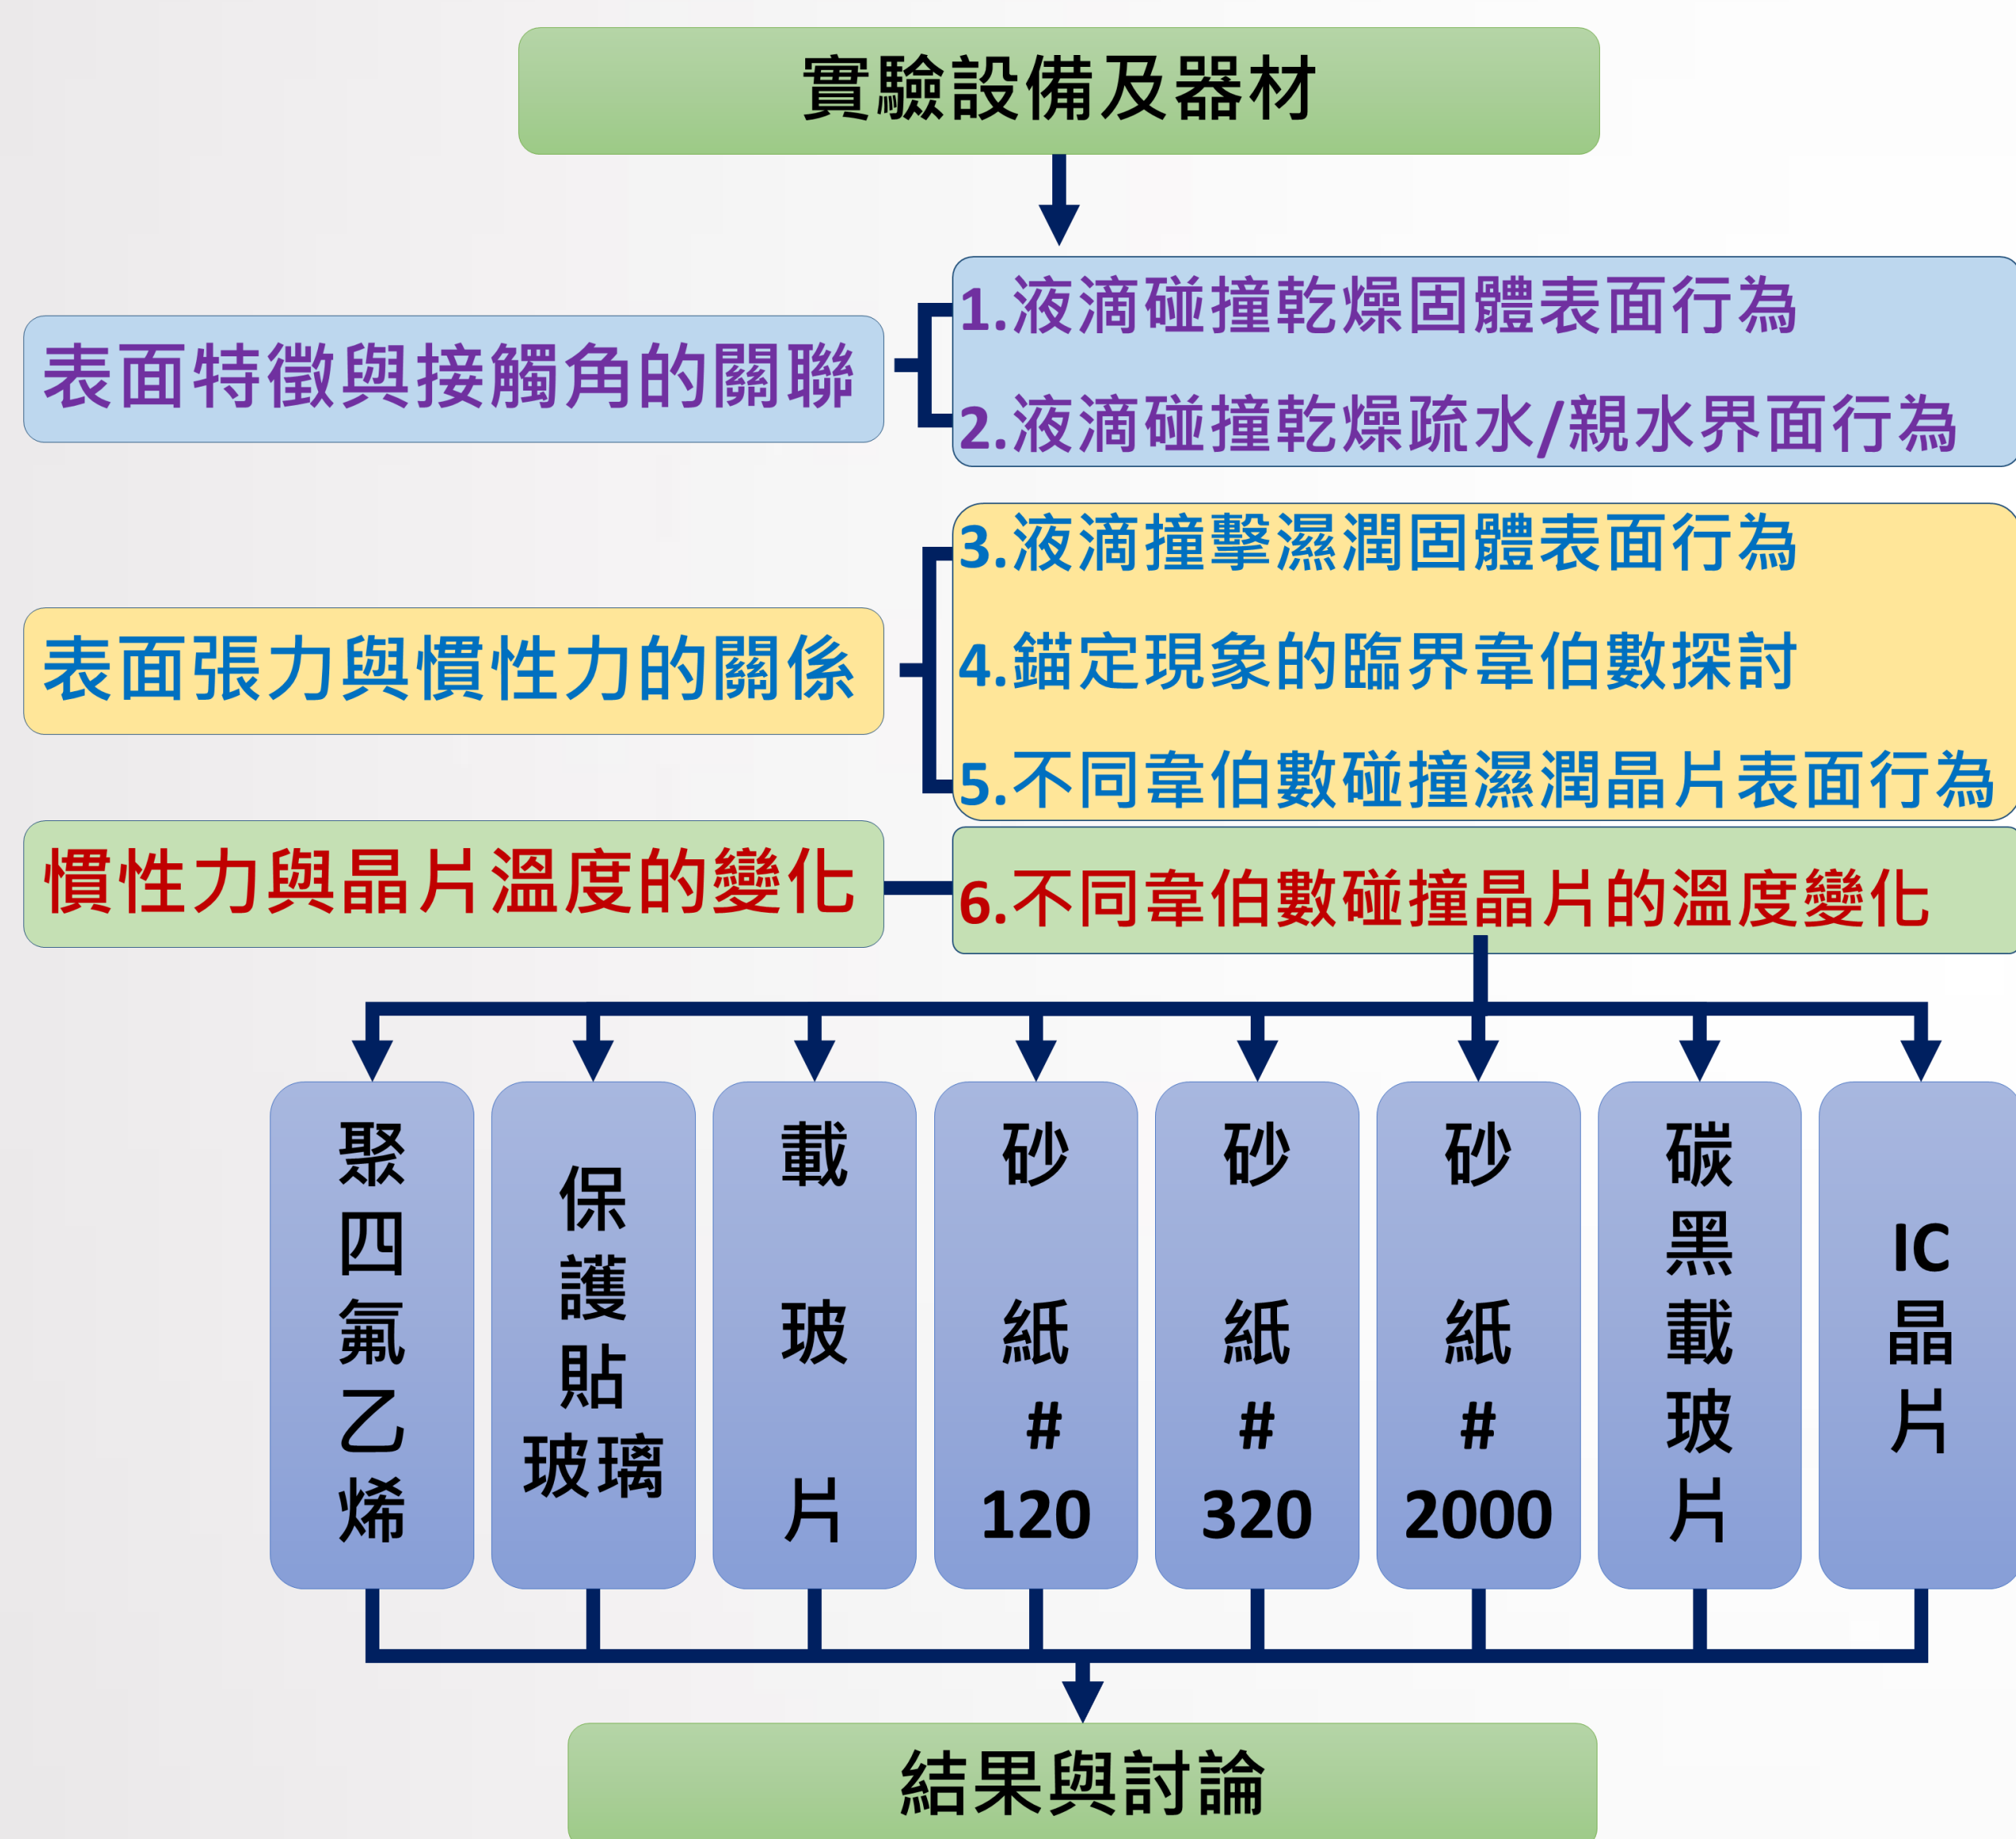 實驗設備及器材
表面特徵與接觸角的關聯
1.液滴碰撞乾燥固體表面行為
2.液滴碰撞乾燥疏水/親水界面行為
表面張力與慣性力的關係
3.液滴撞擊濕潤固體表面行為
4.錨定現象的臨界韋伯數探討
5.不同韋伯數碰撞濕潤晶片表面行為
慣性力與晶片溫度的變化
6.不同韋伯數碰撞晶片的溫度變化
聚四氟乙烯
保護貼玻璃
載玻片
砂紙#120
砂紙#320
砂紙#2000
碳黑載玻片
IC晶片
結果與討論